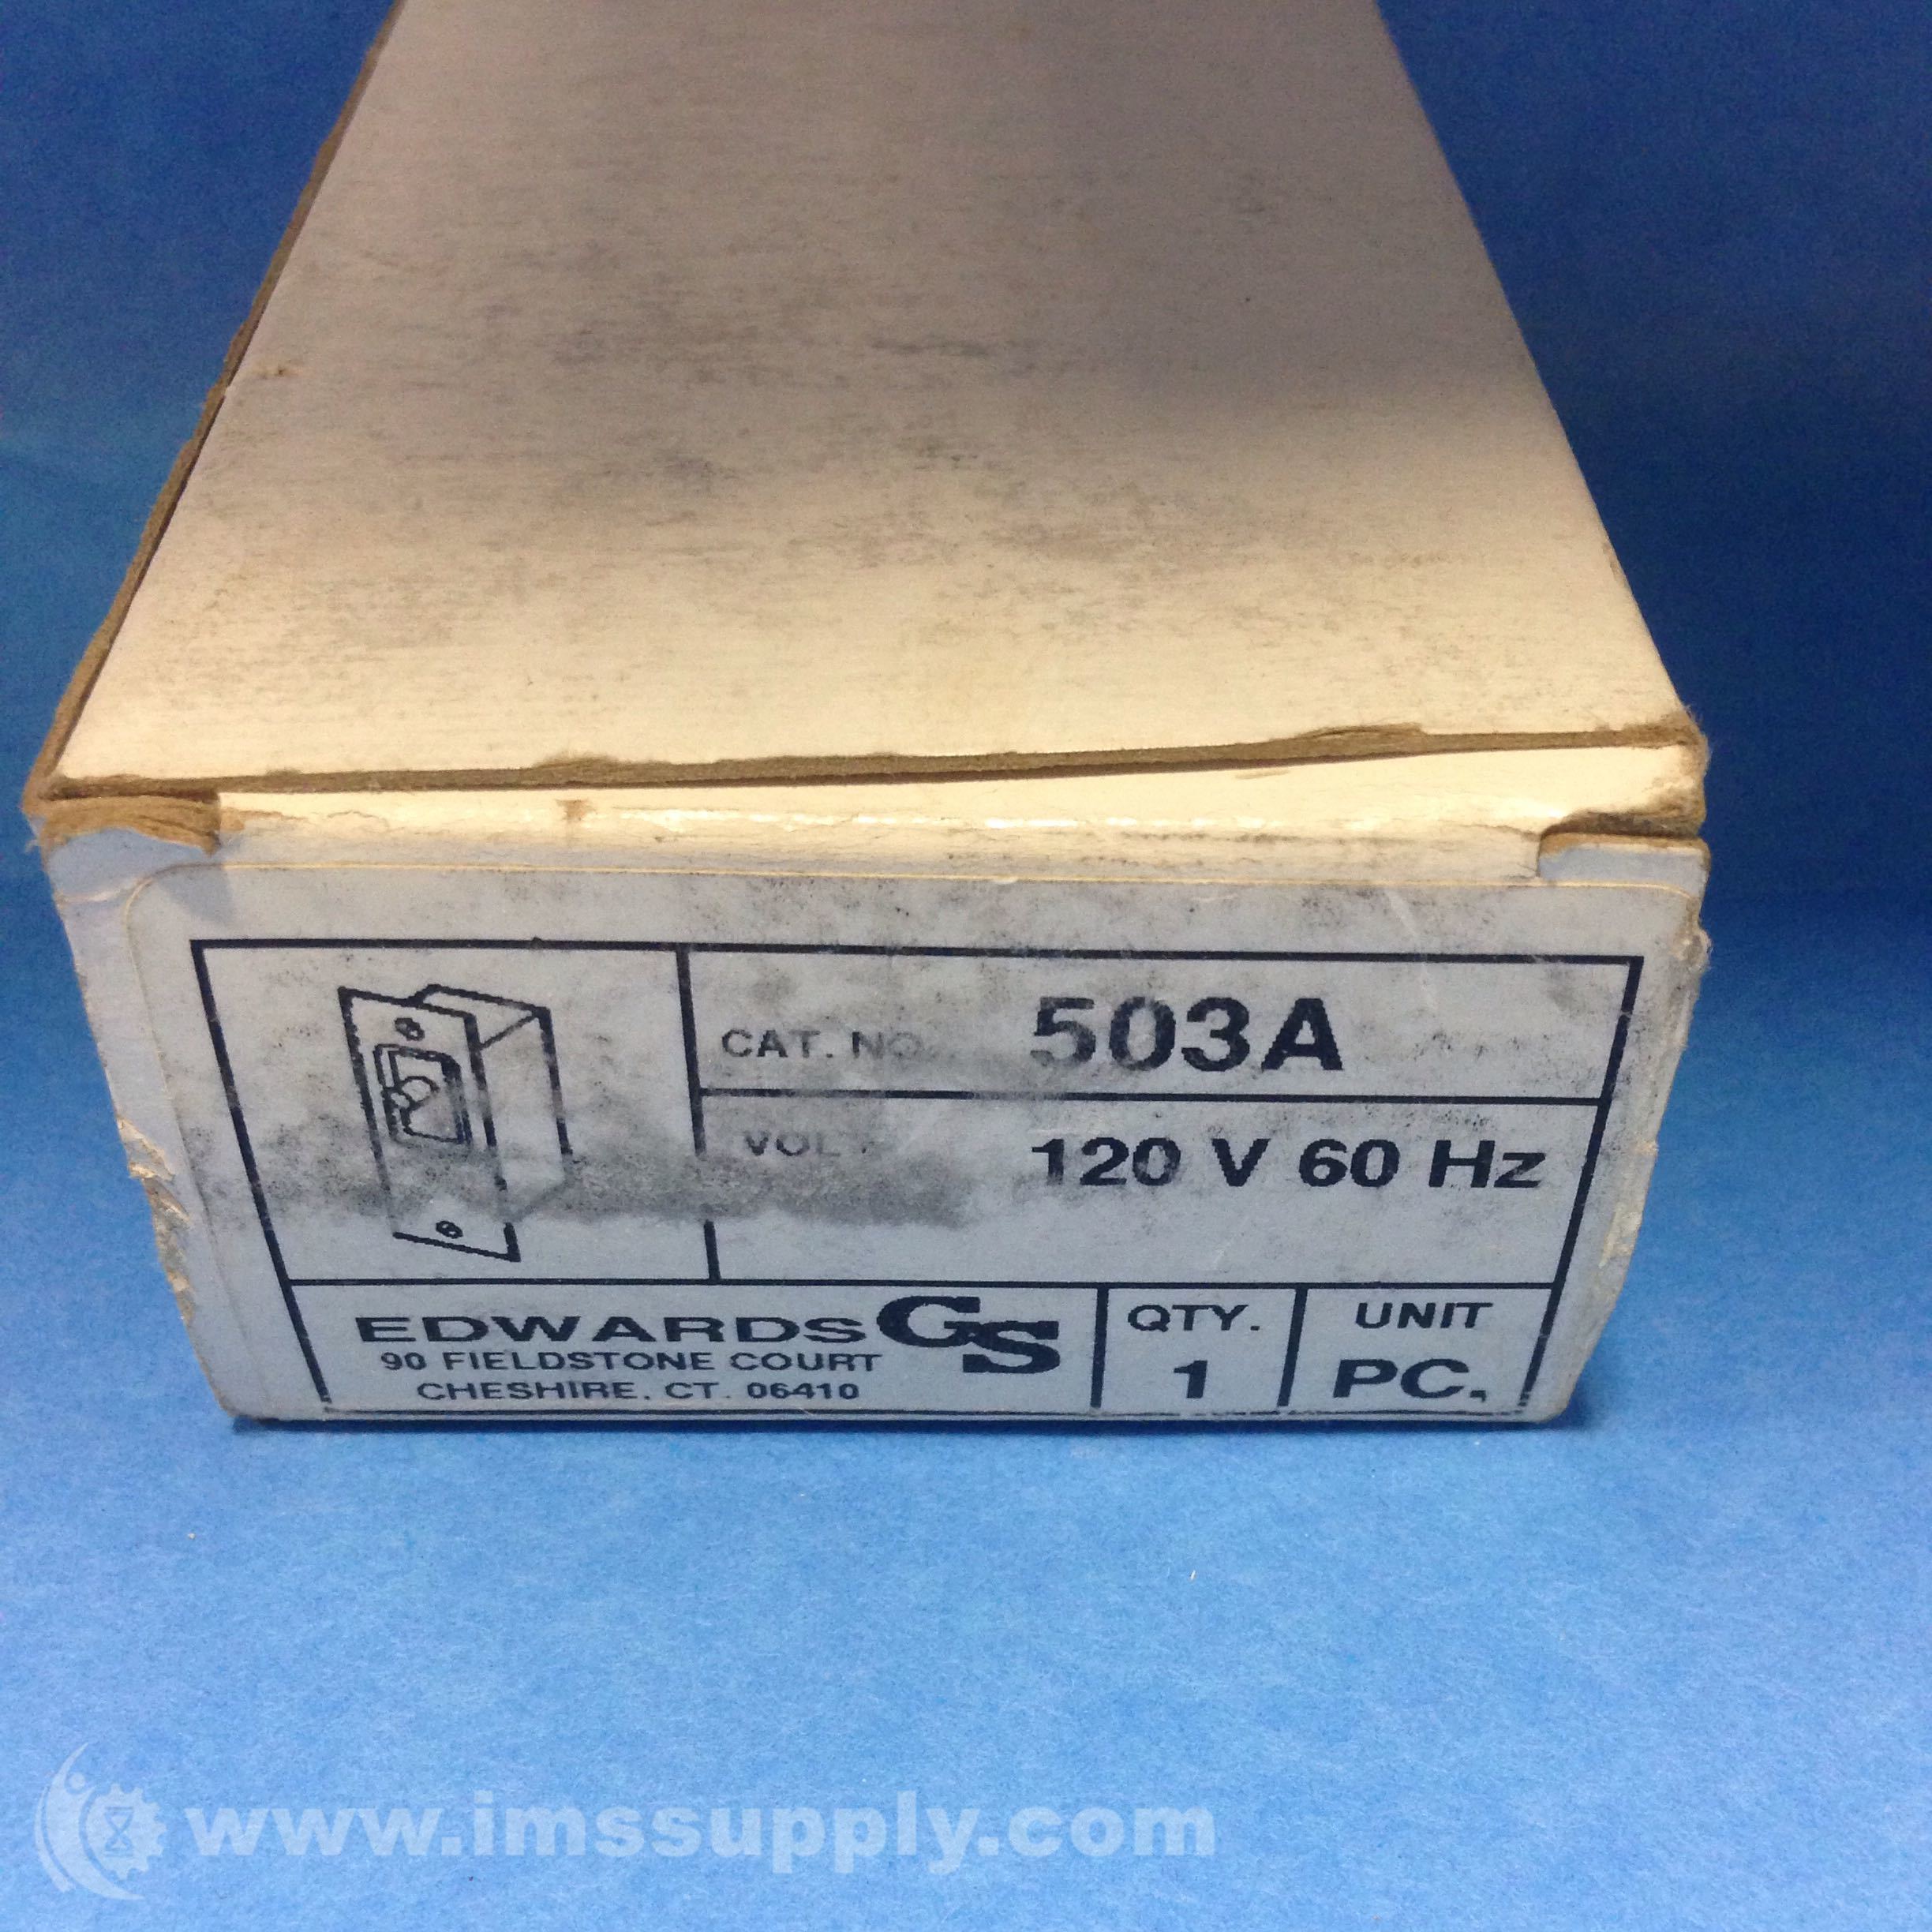 CAT. NO. 503A
VOLT 120 V 60 Hz
EDWARDS GS
90 FIELDSTONE COURT
CHESHIRE, CT. 06410
QTY.
1
UNIT
PC.
www.imssupply.com